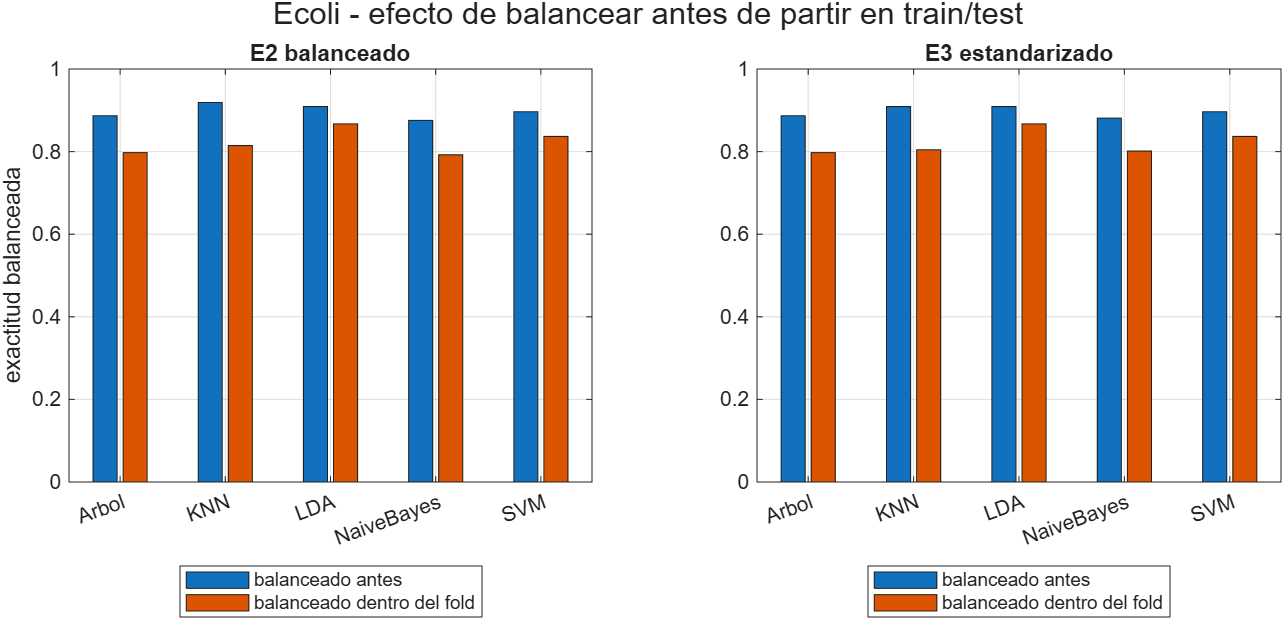 Ecoli - efecto de balancear antes de partir en train/test
E2 balanceado
1
0.8
0.6
0.4
0.2
0
exactitud balanceada
Arbol
KNN
LDA
NaiveBayes
SVM
balanceado antes
balanceado dentro del fold
E3 estandarizado
1
0.8
0.6
0.4
0.2
0
Arbol
KNN
LDA
NaiveBayes
SVM
balanceado antes
balanceado dentro del fold